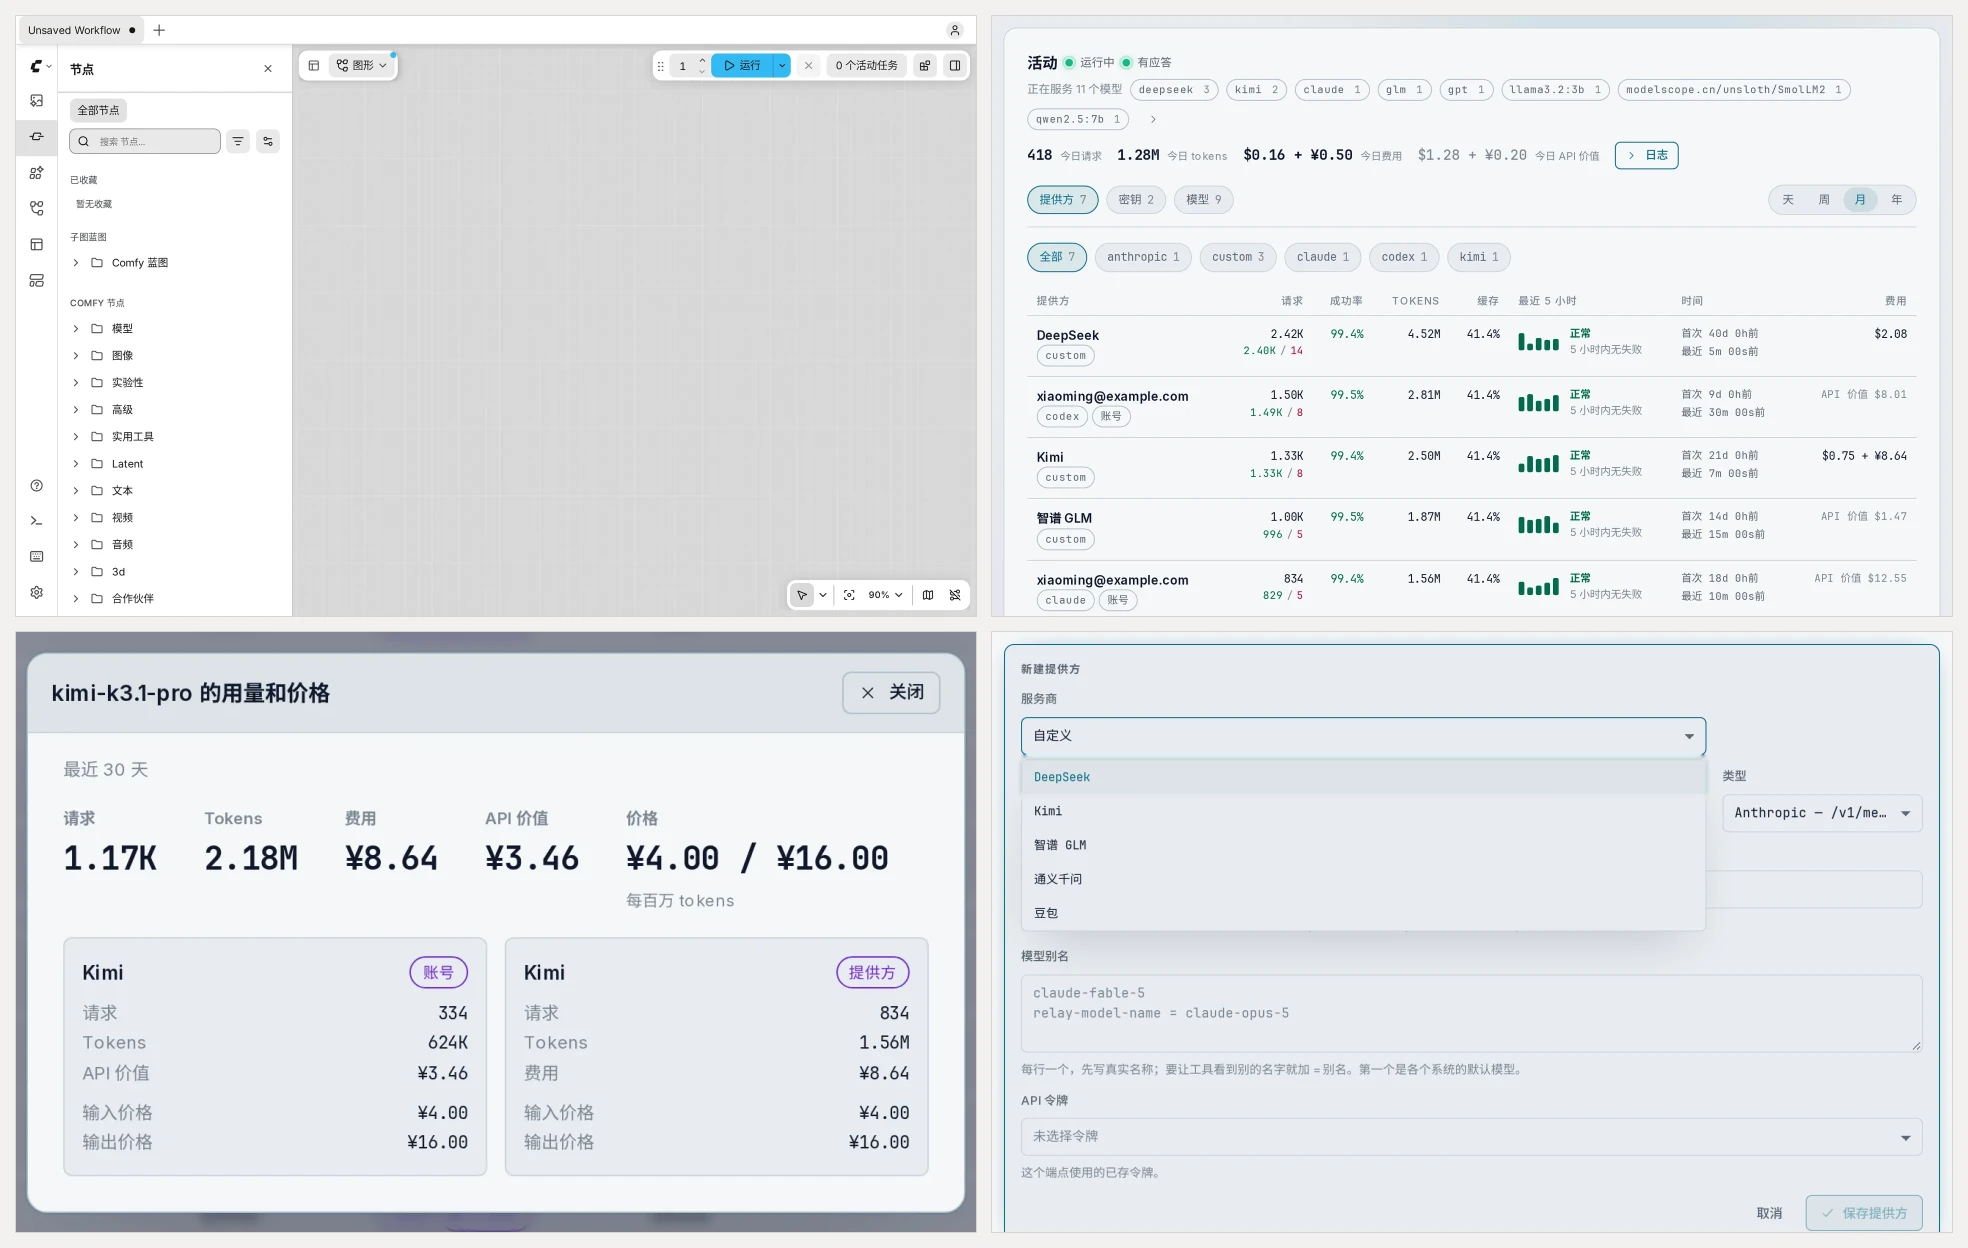 Unsaved Workflow
节点
全部节点
搜索 节点...
已收藏
暂无收藏
子图蓝图
Comfy 蓝图
COMFY 节点
模型
图像
实验性
高级
实用工具
Latent
文本
视频
音频
3d
合作伙伴
图形
1
运行
0 个活动任务
90%
活动 运行中 有应答
正在服务 11 个模型 deepseek 3 kimi 2 claude 1 glm 1 gpt 1 llama3.2:3b 1 modelscope.cn/unsloth/SmolLM2 1
qwen2.5:7b 1
418 今日请求 1.28M 今日 tokens $0.16 + ¥0.50 今日费用 $1.28 + ¥0.20 今日 API 价值 日志
提供方 7 密钥 2 模型 9 天 周 月 年
全部 7 anthropic 1 custom 3 claude 1 codex 1 kimi 1
提供方 请求 成功率 TOKENS 缓存 最近 5 小时 时间 费用
DeepSeek 2.42K 99.4% 4.52M 41.4% 正常 首次 40d 0h前 $2.08
custom 2.40K / 14 5 小时内无失败 最近 5m 00s前
xiaoming@example.com 1.50K 99.5% 2.81M 41.4% 正常 首次 9d 0h前 API 价值 $8.01
codex 账号 1.49K / 8 5 小时内无失败 最近 30m 00s前
Kimi 1.33K 99.4% 2.50M 41.4% 正常 首次 21d 0h前 $0.75 + ¥8.64
custom 1.33K / 8 5 小时内无失败 最近 7m 00s前
智谱 GLM 1.00K 99.5% 1.87M 41.4% 正常 首次 14d 0h前 API 价值 $1.47
custom 996 / 5 5 小时内无失败 最近 15m 00s前
xiaoming@example.com 834 99.4% 1.56M 41.4% 正常 首次 18d 0h前 API 价值 $12.55
claude 账号 829 / 5 5 小时内无失败 最近 10m 00s前
kimi-k3.1-pro 的用量和价格
关闭
最近 30 天
请求 Tokens 费用 API 价值 价格
1.17K 2.18M ¥8.64 ¥3.46 ¥4.00 / ¥16.00
每百万 tokens
Kimi 账号
请求 334
Tokens 624K
API 价值 ¥3.46
输入价格 ¥4.00
输出价格 ¥16.00
Kimi 提供方
请求 834
Tokens 1.56M
费用 ¥8.64
输入价格 ¥4.00
输出价格 ¥16.00
新建提供方
服务商
自定义
DeepSeek
Kimi
智谱 GLM
通义千问
豆包
类型
Anthropic — /v1/me…
模型别名
claude-fable-5
relay-model-name = claude-opus-5
每行一个，先写真实名称；要让工具看到别的名字就加 =别名。第一个是各个系统的默认模型。
API 令牌
未选择令牌
这个端点使用的已存令牌。
取消
保存提供方